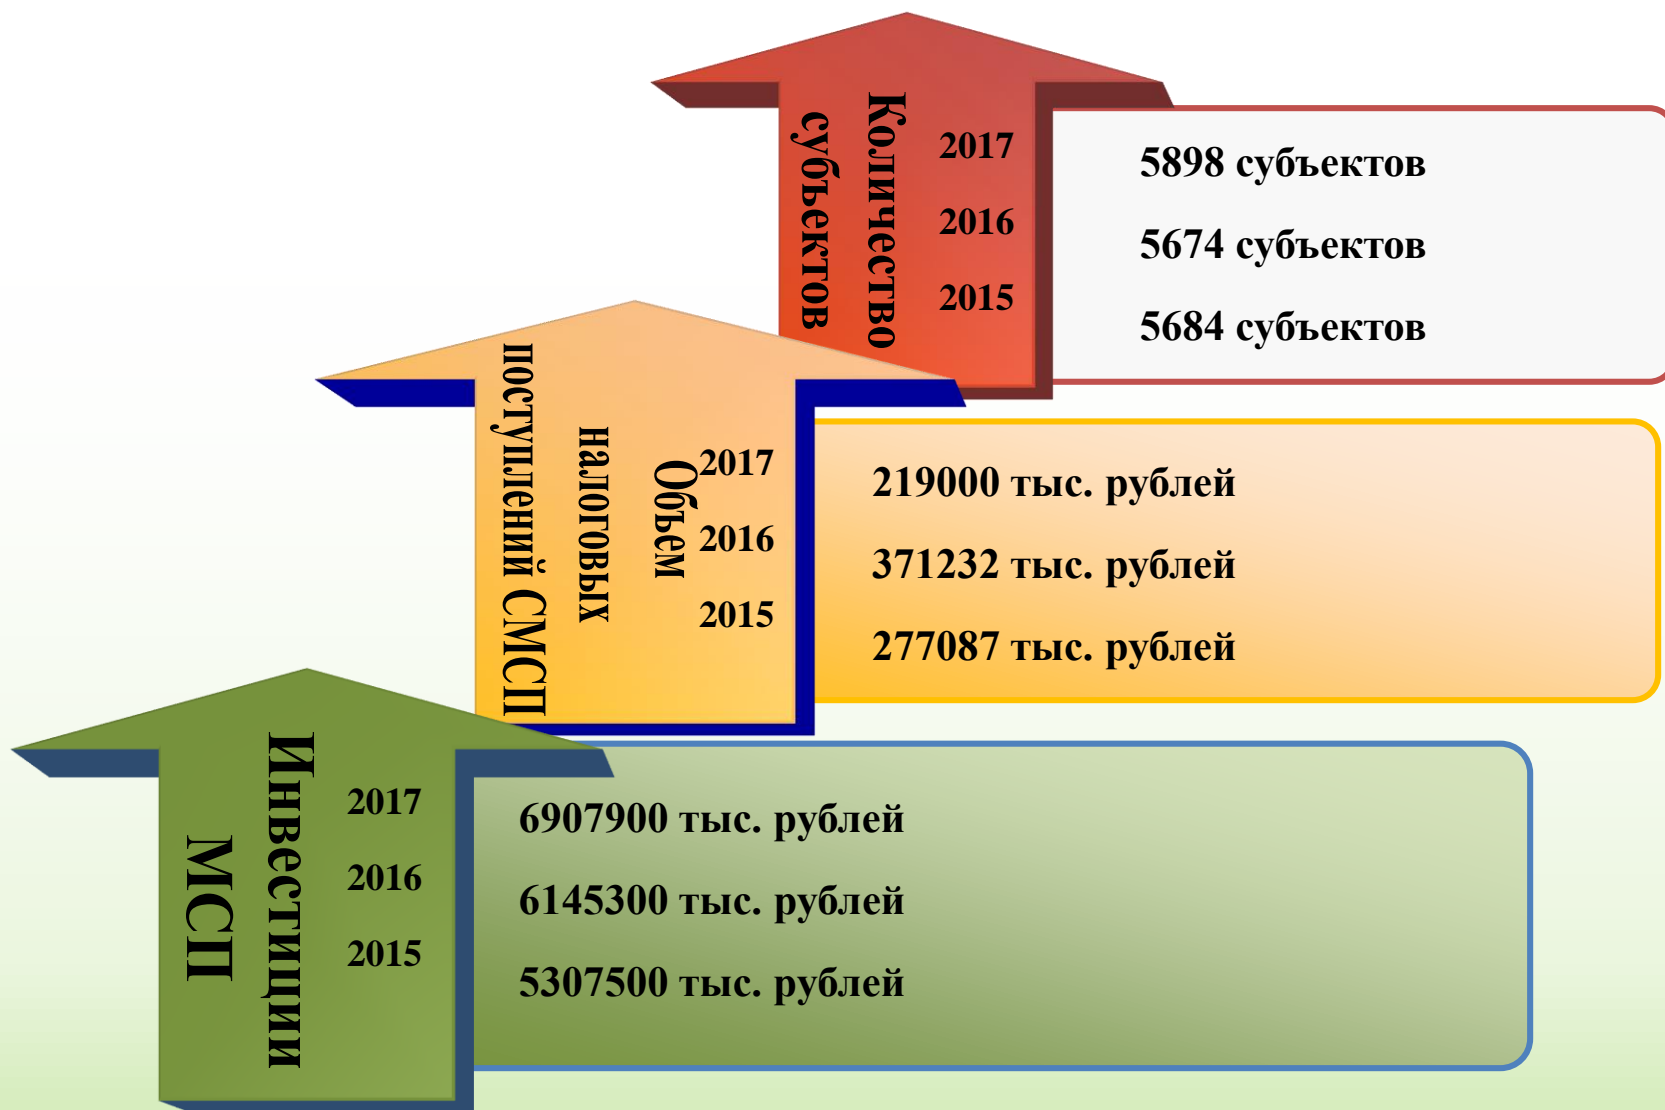 Количество
субъектов
2017
2016
2015
5898 субъектов
5674 субъектов
5684 субъектов
Объем
налоговых
поступлений СМСП
2017
2016
2015
219000 тыс. рублей
371232 тыс. рублей
277087 тыс. рублей
Инвестиции
МСП
2017
2016
2015
6907900 тыс. рублей
6145300 тыс. рублей
5307500 тыс. рублей